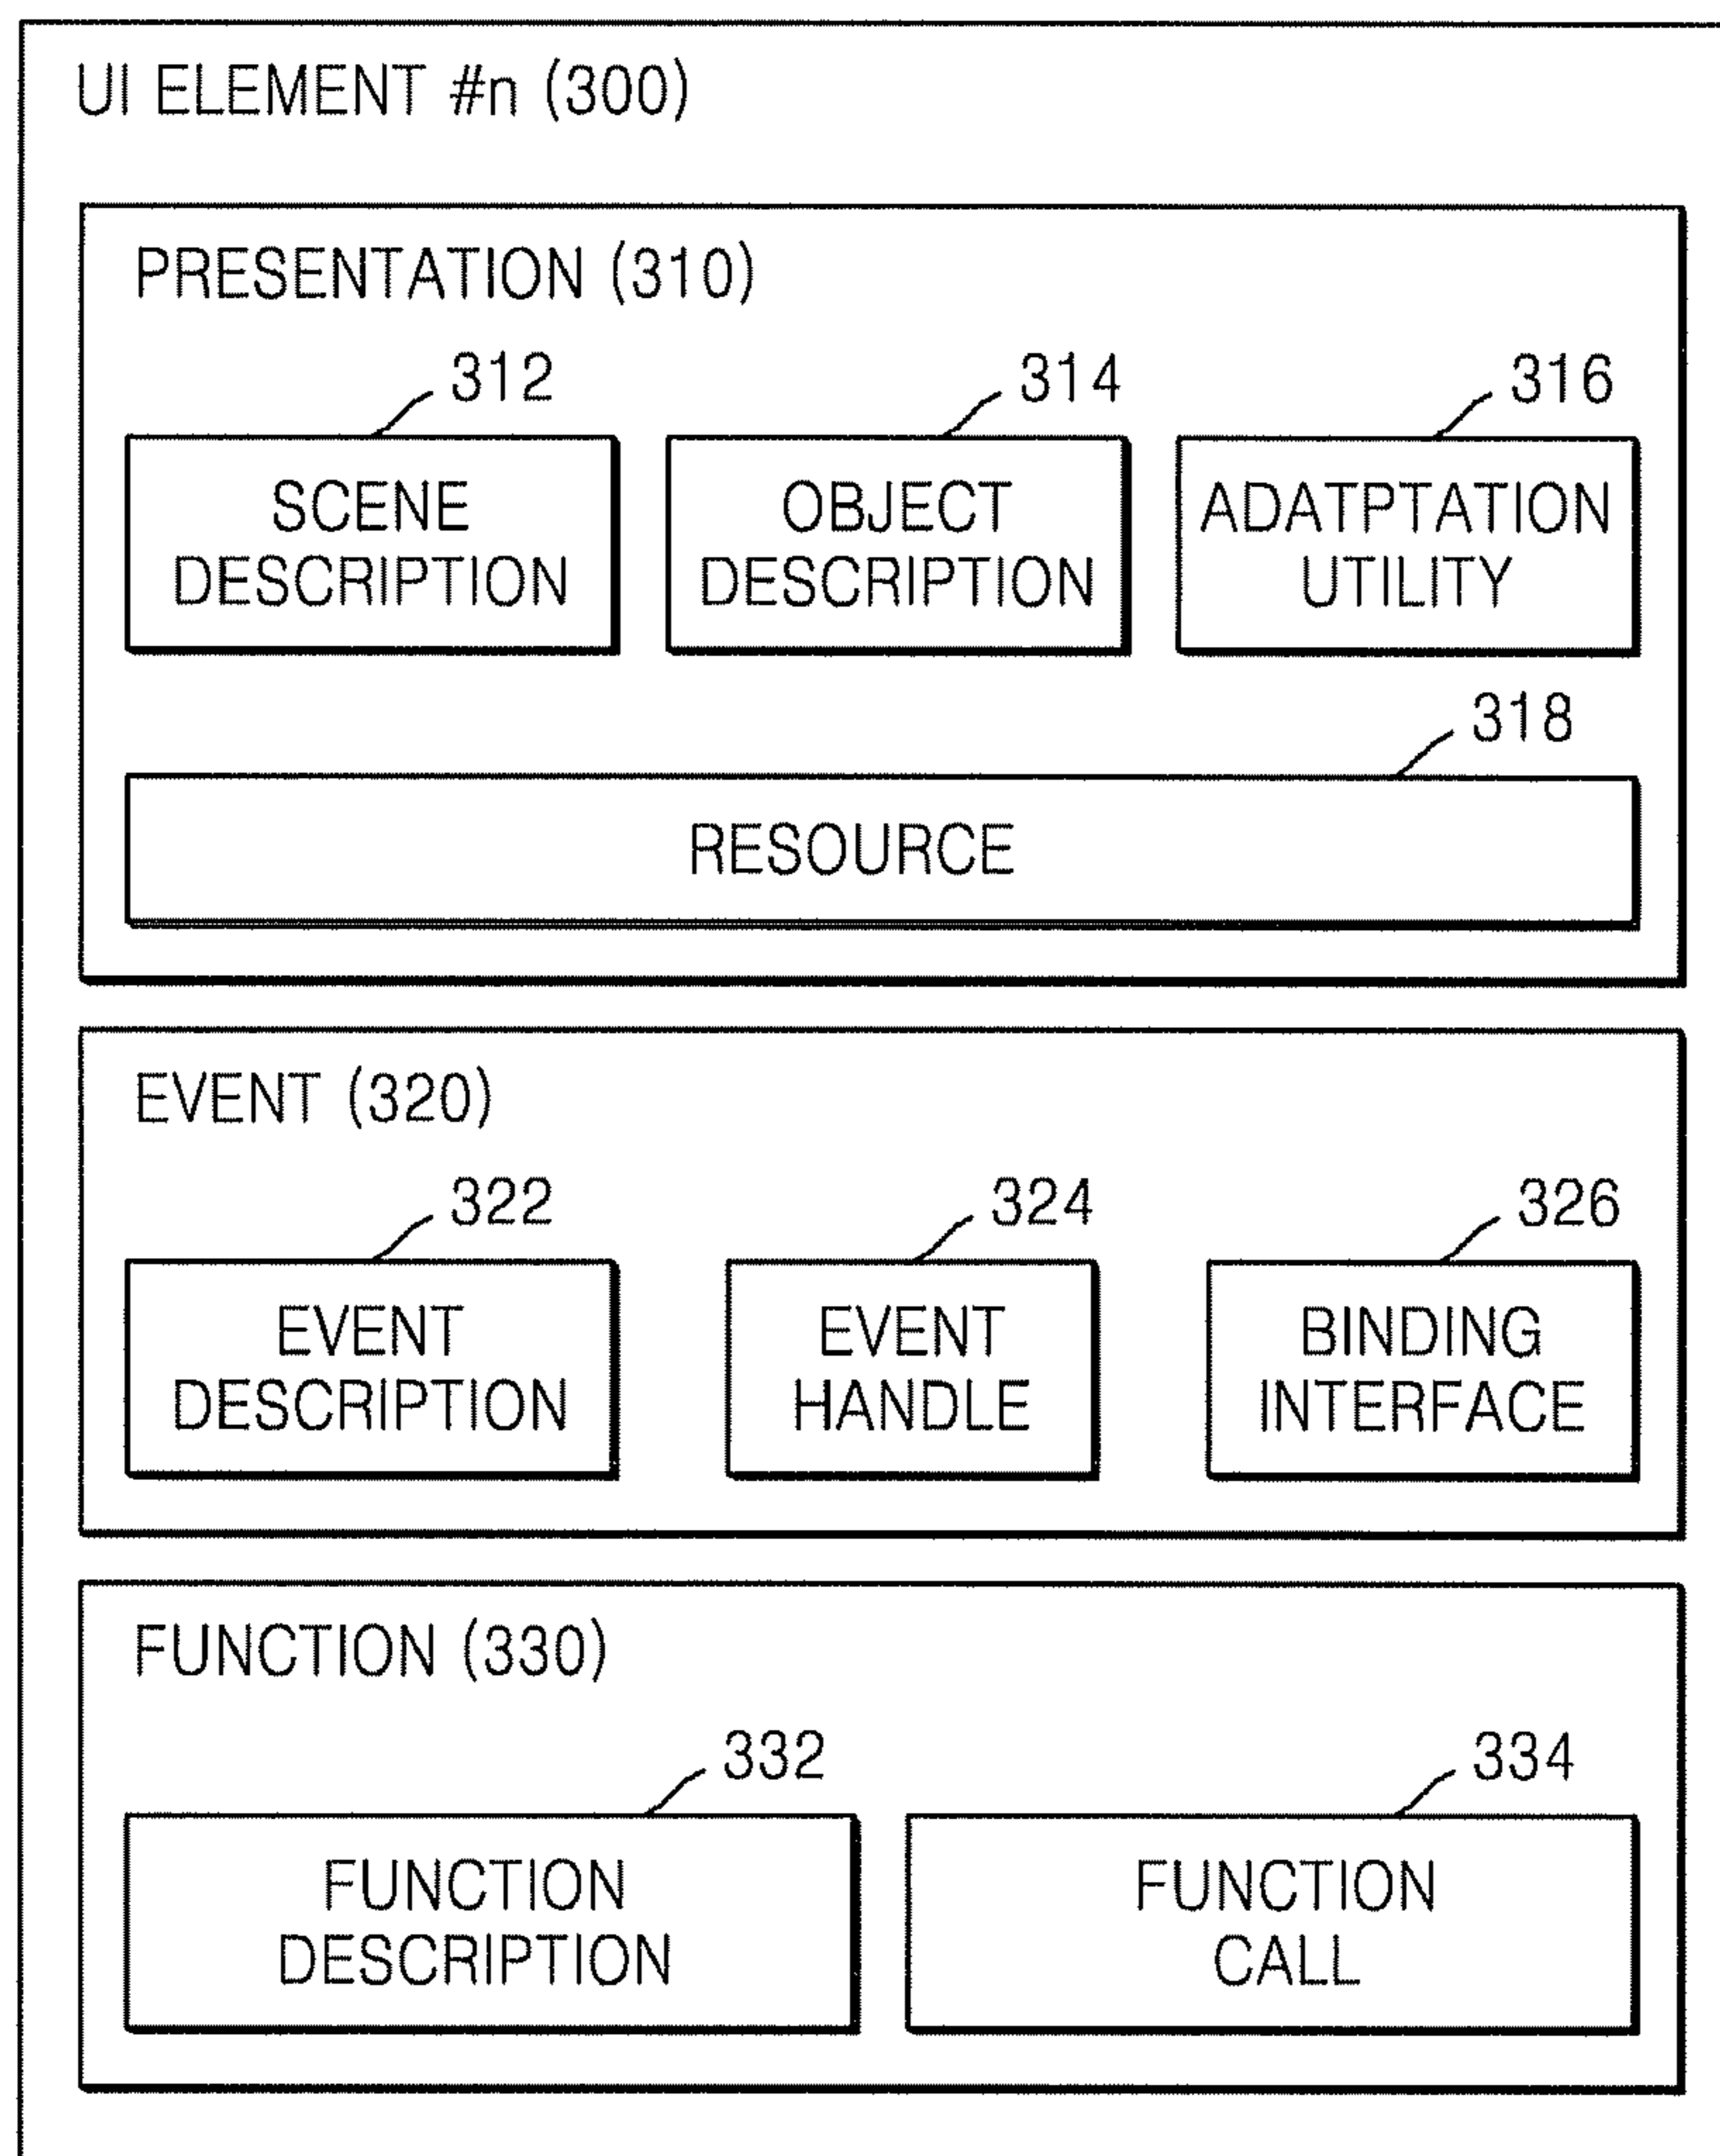 UI ELEMENT #n (300)
PRESENTATION (310)
312
314
316
SCENE
DESCRIPTION
OBJECT
DESCRIPTION
ADATPTATION
UTILITY
318
RESOURCE
EVENT (320)
322
324
326
EVENT
DESCRIPTION
EVENT
HANDLE
BINDING
INTERFACE
FUNCTION (330)
332
334
FUNCTION
DESCRIPTION
FUNCTION
CALL